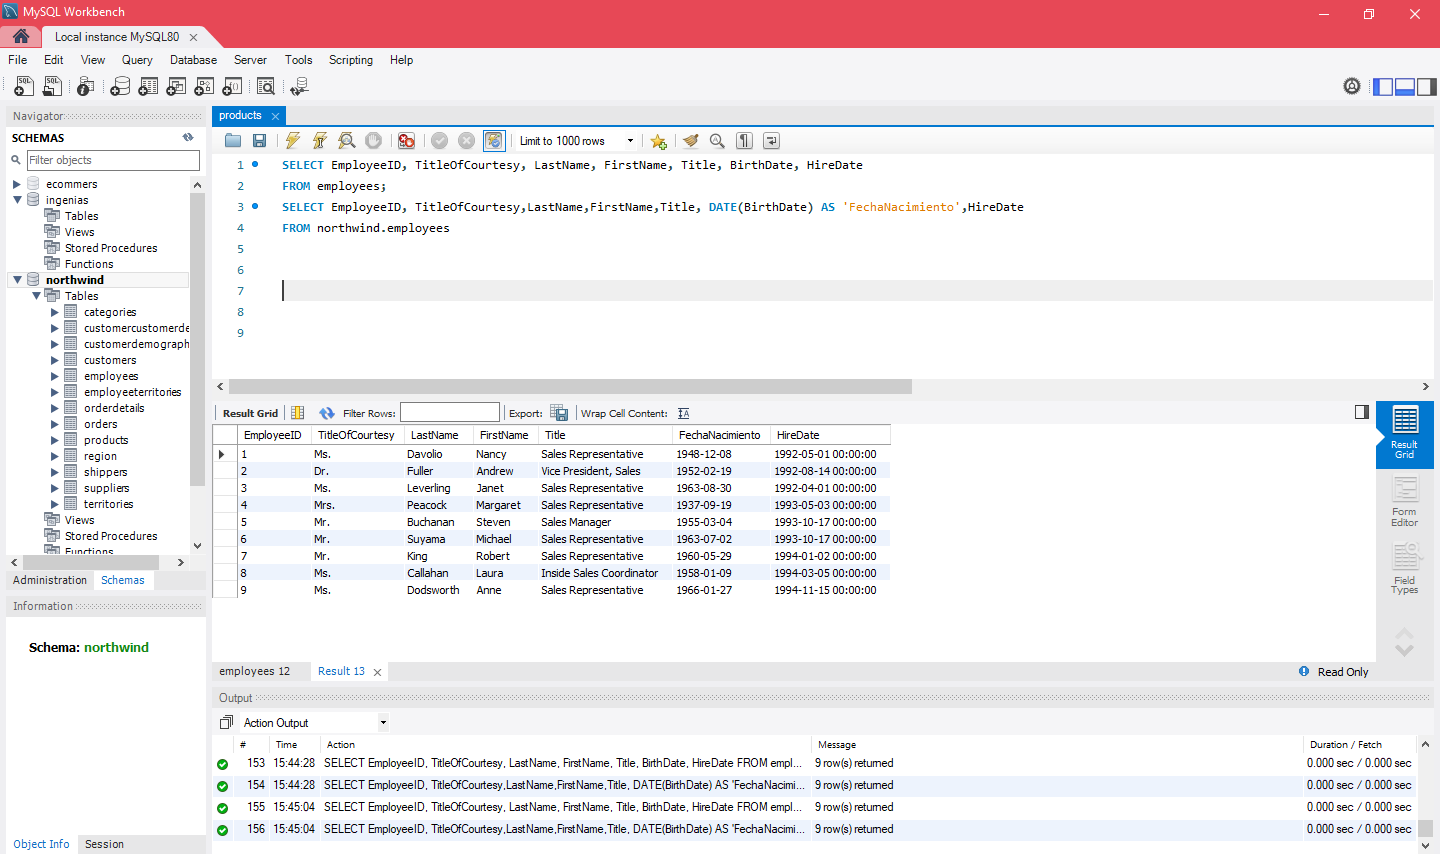 MySQL Workbench
Local instance MySQL80
File Edit View Query Database Server Tools Scripting Help
Navigator
SCHEMAS
Filter objects
ecommers
ingenias
Tables
Views
Stored Procedures
Functions
northwind
Tables
categories
customercustomerde
customerdemograph
customers
employees
employeeterritories
orderdetails
orders
products
region
shippers
suppliers
territories
Views
Stored Procedures
Functions
Administration Schemas
Information
Schema: northwind
Object Info Session
products
Limit to 1000 rows
1 SELECT EmployeeID, TitleOfCourtesy, LastName, FirstName, Title, BirthDate, HireDate
2 FROM employees;
3 SELECT EmployeeID, TitleOfCourtesy,LastName,FirstName,Title, DATE(BirthDate) AS 'FechaNacimiento',HireDate
4 FROM northwind.employees
5
6
7
8
9
Result Grid Filter Rows: Export: Wrap Cell Content:
EmployeeID TitleOfCourtesy LastName FirstName Title FechaNacimiento HireDate
1 Ms. Davolio Nancy Sales Representative 1948-12-08 1992-05-01 00:00:00
2 Dr. Fuller Andrew Vice President, Sales 1952-02-19 1992-08-14 00:00:00
3 Ms. Leverling Janet Sales Representative 1963-08-30 1992-04-01 00:00:00
4 Mrs. Peacock Margaret Sales Representative 1937-09-19 1993-05-03 00:00:00
5 Mr. Buchanan Steven Sales Manager 1955-03-04 1993-10-17 00:00:00
6 Mr. Suyama Michael Sales Representative 1963-07-02 1993-10-17 00:00:00
7 Mr. King Robert Sales Representative 1960-05-29 1994-01-02 00:00:00
8 Ms. Callahan Laura Inside Sales Coordinator 1958-01-09 1994-03-05 00:00:00
9 Ms. Dodsworth Anne Sales Representative 1966-01-27 1994-11-15 00:00:00
Result
Grid
Form
Editor
Field
Types
employees 12 Result 13 Read Only
Output
Action Output
# Time Action Message Duration / Fetch
153 15:44:28 SELECT EmployeeID, TitleOfCourtesy, LastName, FirstName, Title, BirthDate, HireDate FROM empl... 9 row(s) returned 0.000 sec / 0.000 sec
154 15:44:28 SELECT EmployeeID, TitleOfCourtesy,LastName,FirstName,Title, DATE(BirthDate) AS 'FechaNacimi... 9 row(s) returned 0.000 sec / 0.000 sec
155 15:45:04 SELECT EmployeeID, TitleOfCourtesy, LastName, FirstName, Title, BirthDate, HireDate FROM empl... 9 row(s) returned 0.000 sec / 0.000 sec
156 15:45:04 SELECT EmployeeID, TitleOfCourtesy,LastName,FirstName,Title, DATE(BirthDate) AS 'FechaNacimi... 9 row(s) returned 0.000 sec / 0.000 sec